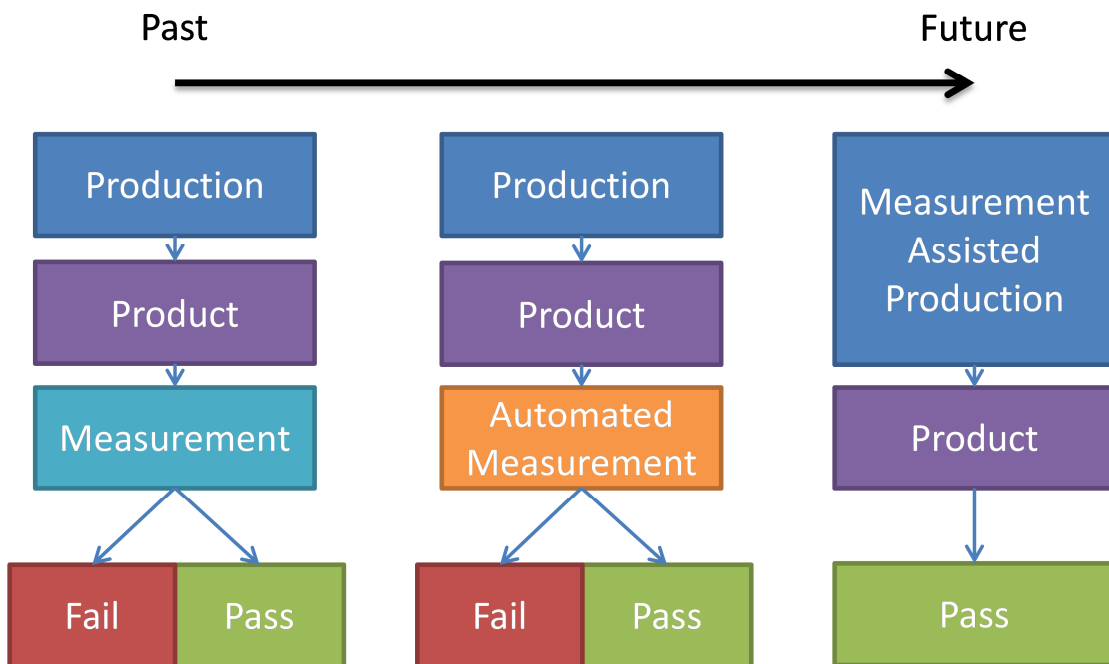 Past
Future
Production
Product
Measurement
Fail
Pass
Production
Product
Automated
Measurement
Fail
Pass
Measurement
Assisted
Production
Product
Pass